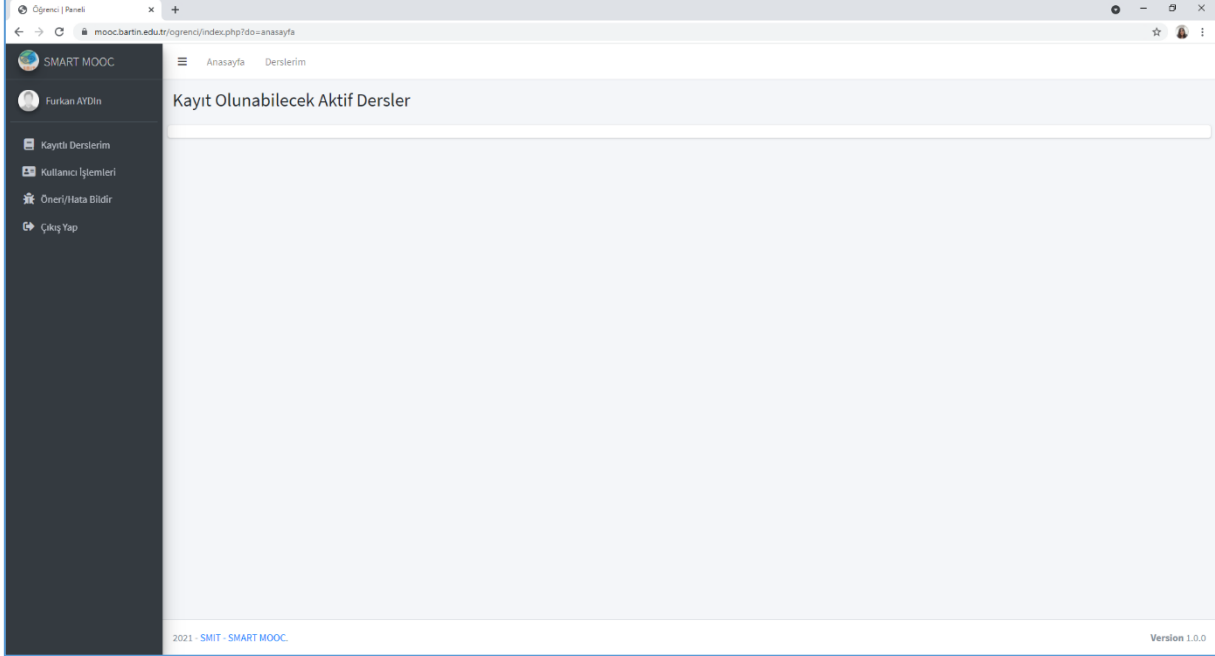 Öğrenci | Paneli
mooc.bartin.edu.tr/ogrenci/index.php?do=anasayfa
SMART MOOC
Anasayfa Derslerim
Furkan AYDIn
Kayıt Olunabilecek Aktif Dersler
Kayıtlı Derslerim
Kullanıcı İşlemleri
Öneri/Hata Bildir
Çıkış Yap
2021 - SMIT - SMART MOOC.
Version 1.0.0